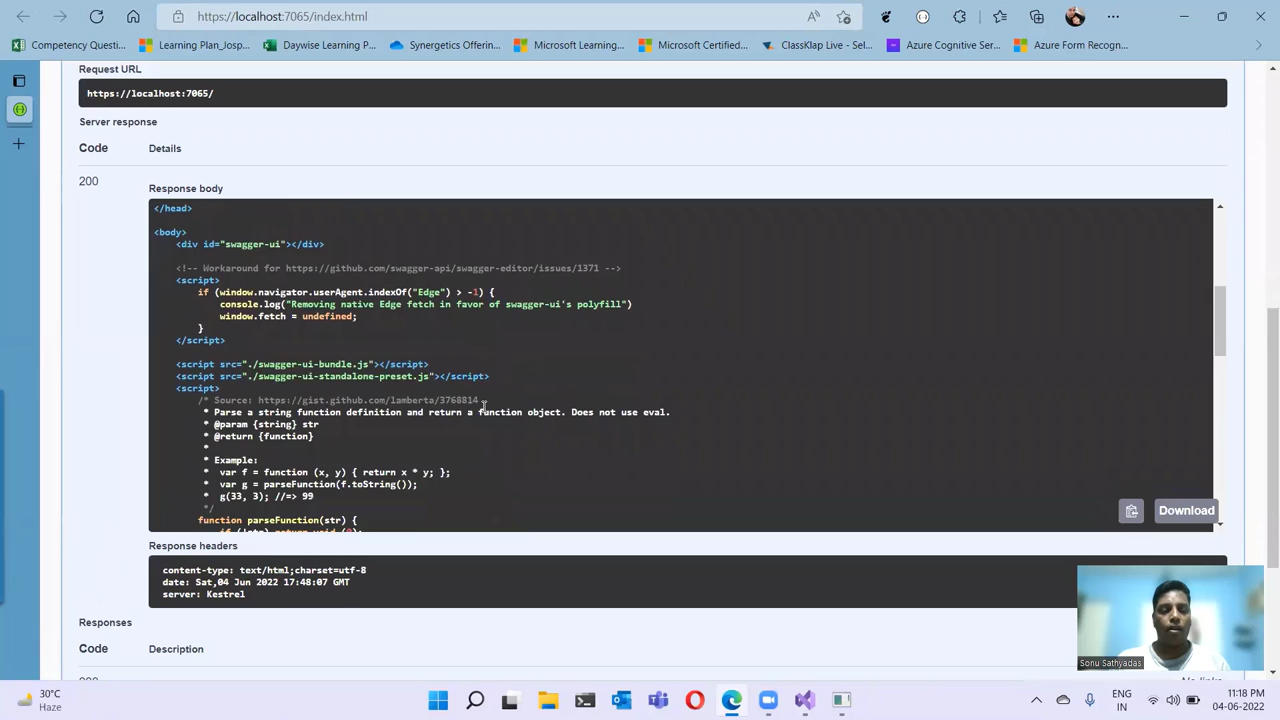 https://localhost:7065/index.html
Competency Questi...
Learning Plan_Josp...
Daywise Learning P...
Synergetics Offerin...
Microsoft Learning...
Microsoft Certified...
ClassKlap Live - Sel...
Azure Cognitive Ser...
Azure Form Recogn...
Request URL
https://localhost:7065/
Server response
Code Details
200
Response body
</head>
<body>
<div id="swagger-ui"></div>
<!-- Workaround for https://github.com/swagger-api/swagger-editor/issues/1371 -->
<script>
if (window.navigator.userAgent.indexOf("Edge") > -1) {
console.log("Removing native Edge fetch in favor of swagger-ui's polyfill")
window.fetch = undefined;
}
</script>
<script src="./swagger-ui-bundle.js"></script>
<script src="./swagger-ui-standalone-preset.js"></script>
<script>
/* Source: https://gist.github.com/lamberta/3768814
* Parse a string function definition and return a function object. Does not use eval.
* @param {string} str
* @return {function}
*
* Example:
* var f = function (x, y) { return x * y; };
* var g = parseFunction(f.toString());
* g(33, 3); //=> 99
*/
function parseFunction(str) {
Download
Response headers
content-type: text/html;charset=utf-8
date: Sat,04 Jun 2022 17:48:07 GMT
server: Kestrel
Responses
Code Description
Sonu Sathyadas
30°C
Haze
ENG
IN
11:18 PM
04-06-2022